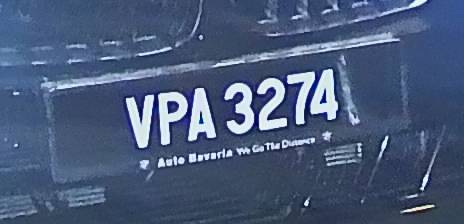 VPA 3274
Auto Bavaria We Go The Distance